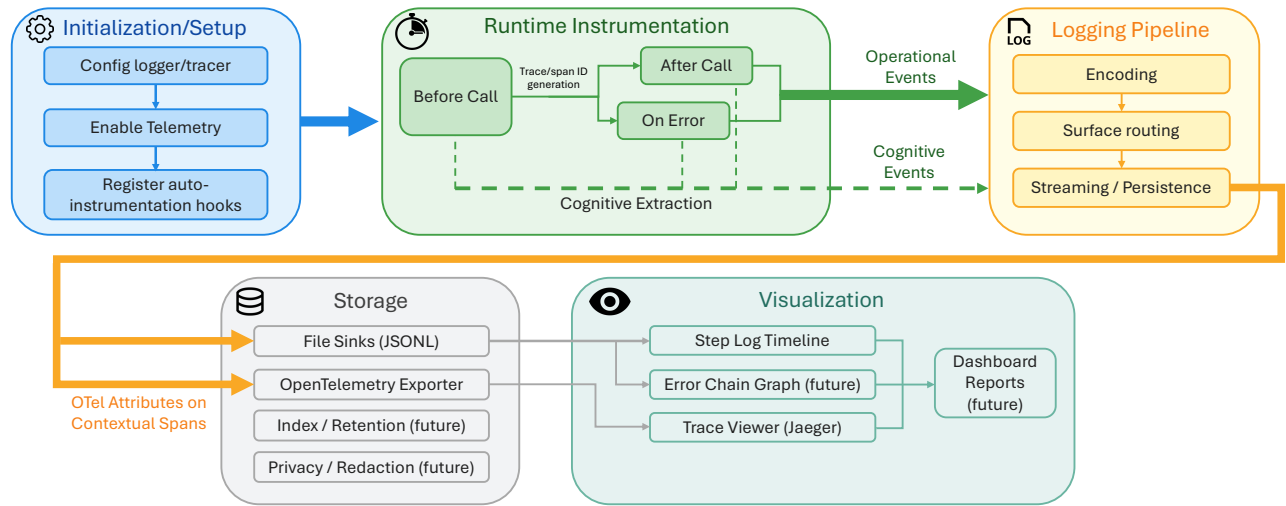 Initialization/Setup
Config logger/tracer
Enable Telemetry
Register auto-
instrumentation hooks
Runtime Instrumentation
Before Call
Trace/span ID
generation
After Call
On Error
Cognitive Extraction
Operational
Events
Cognitive
Events
LOG
Logging Pipeline
Encoding
Surface routing
Streaming / Persistence
Storage
File Sinks (JSONL)
OpenTelemetry Exporter
Index / Retention (future)
Privacy / Redaction (future)
OTel Attributes on
Contextual Spans
Visualization
Step Log Timeline
Error Chain Graph (future)
Trace Viewer (Jaeger)
Dashboard
Reports
(future)